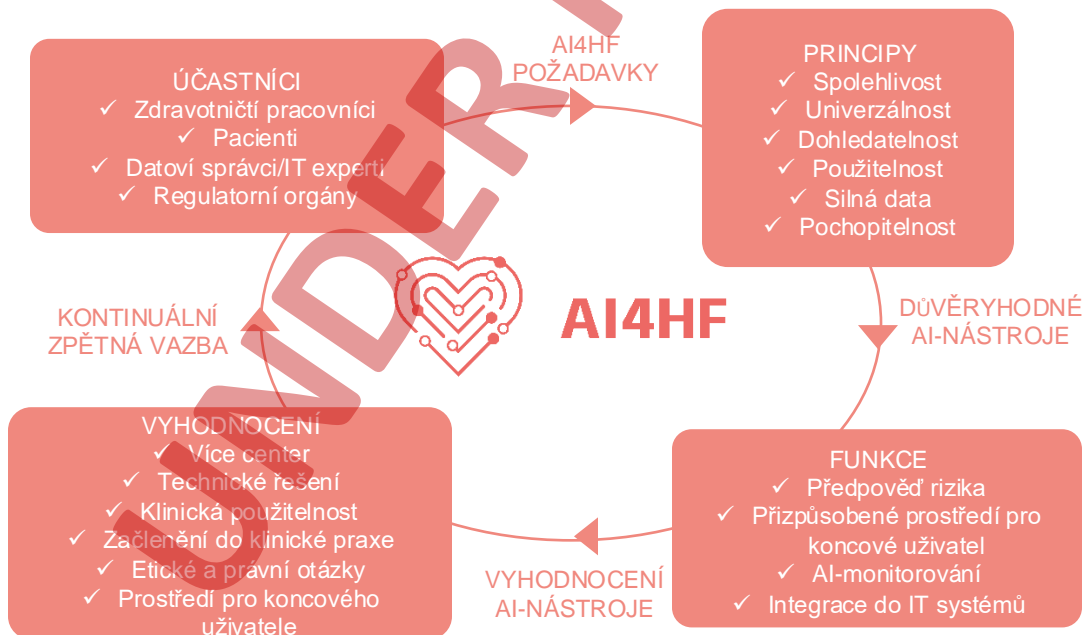 ÚČASTNÍCI
✓ Zdravotničtí pracovníci
✓ Pacienti
✓ Datoví správci/IT experti
✓ Regulatorní orgány
AI4HF
POŽADAVKY
PRINCIPY
✓ Spolehlivost
✓ Univerzálnost
✓ Dohledatelnost
✓ Použitelnost
✓ Silná data
✓ Pochopitelnost
KONTINUÁLNÍ
ZPĚTNÁ VAZBA
AI4HF
DŮVĚRYHODNÉ
AI-NÁSTROJE
VYHODNOCENÍ
✓ Více center
✓ Technické řešení
✓ Klinická použitelnost
✓ Začlenění do klinické praxe
✓ Etické a právní otázky
✓ Prostředí pro koncového
uživatele
VYHODNOCENÍ
AI-NÁSTROJE
FUNKCE
✓ Předpověď rizika
✓ Přizpůsobené prostředí pro
koncové uživatel
✓ AI-monitorování
✓ Integrace do IT systémů
UNDER